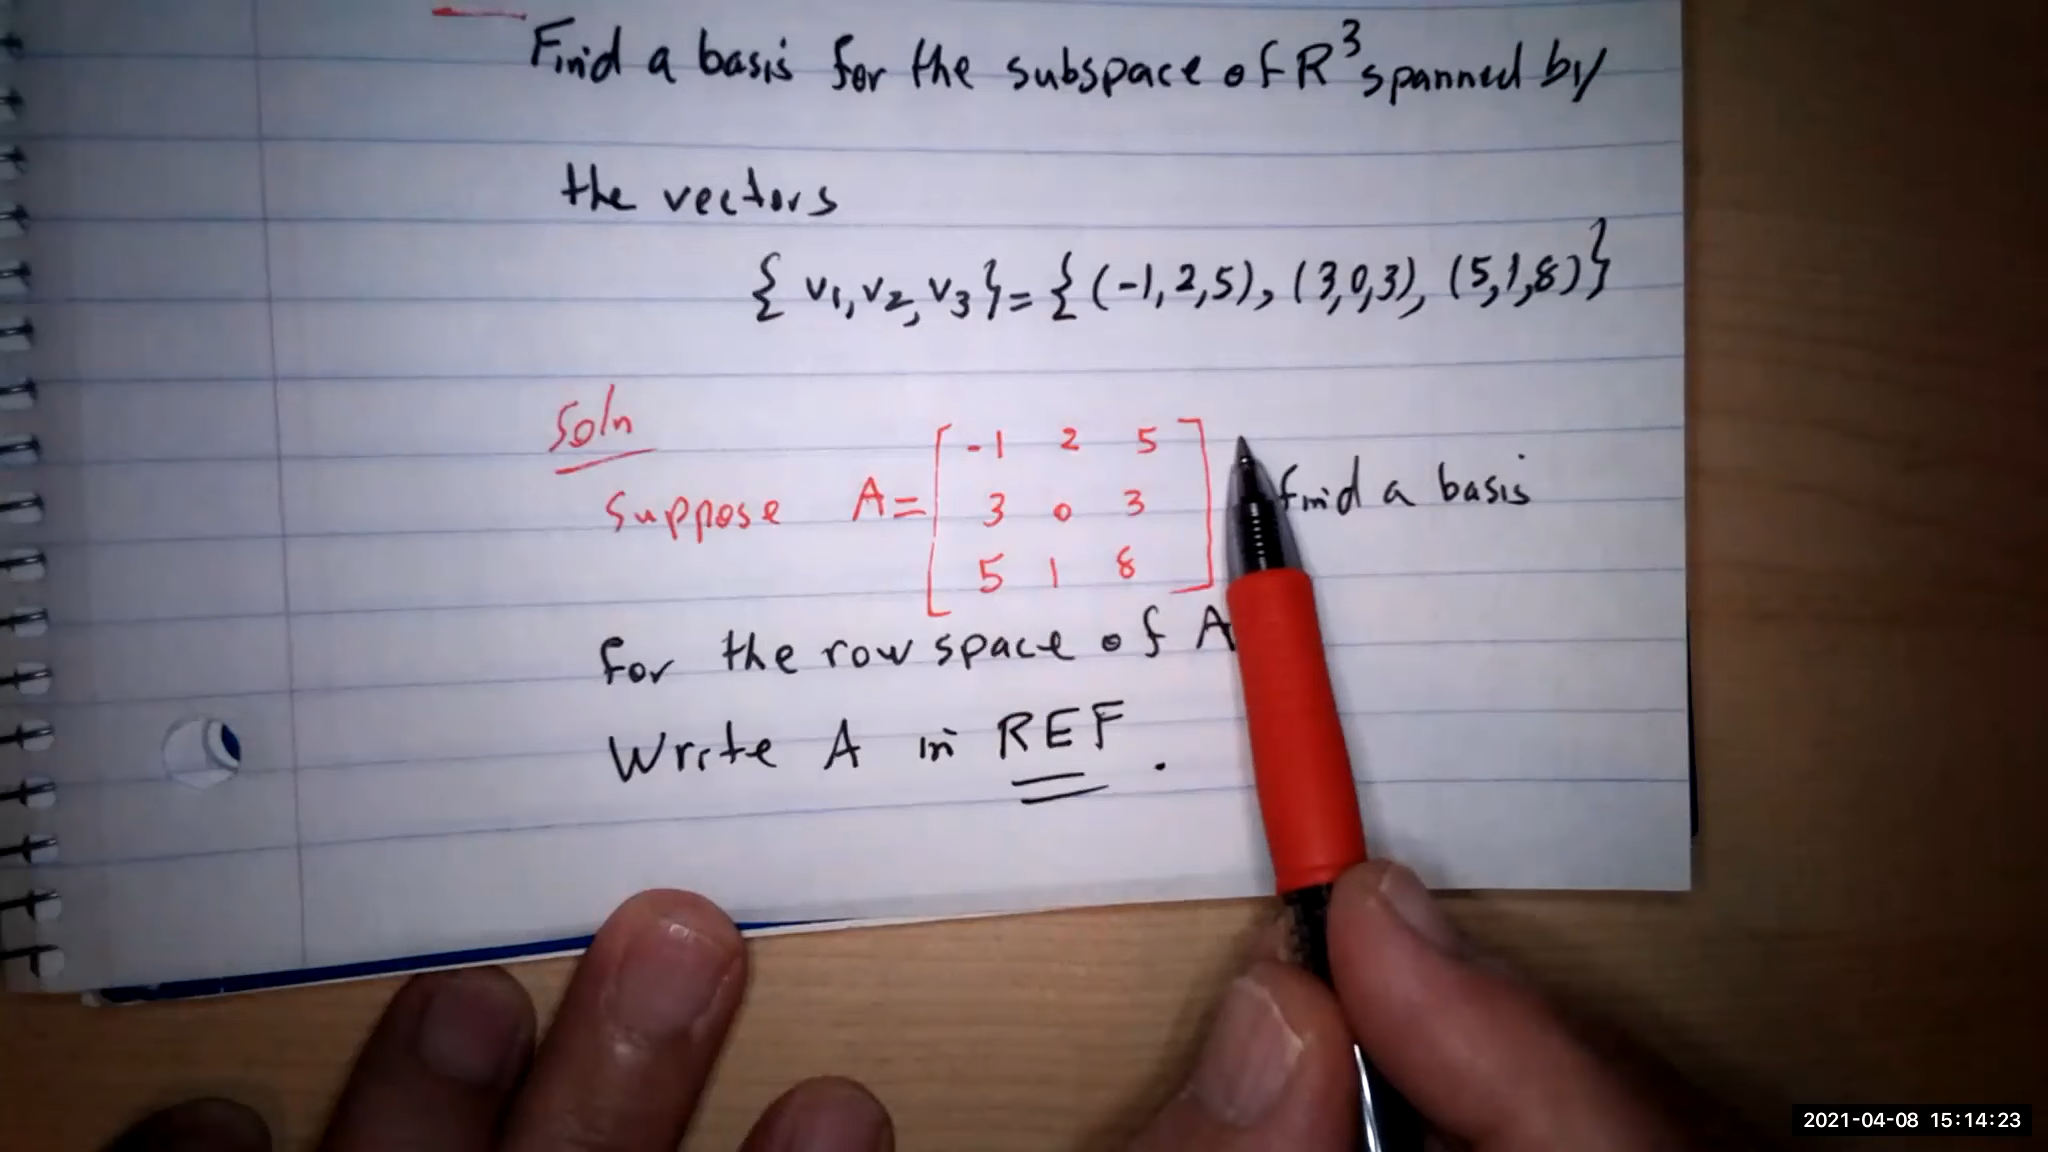 Find a basis for the subspace of R³ spanned by
the vectors
{ v₁, v₂, v₃ } = { (-1, 2, 5), (3,0,3), (5,1,8) }
Soln
Suppose A = [ -1 2 5
3 0 3
5 1 8 ] find a basis
for the row space of A
Write A in REF .
2021-04-08 15:14:23